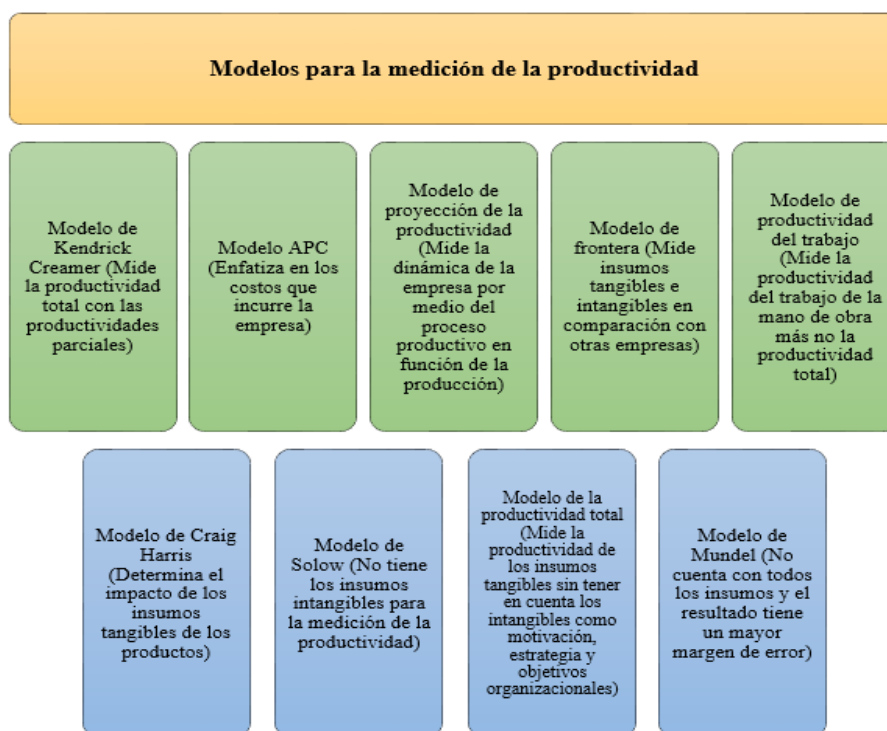 Modelos para la medición de la productividad
Modelo de
Kendrick
Creamer (Mide
la productividad
total con las
productividades
parciales)
Modelo APC
(Enfatiza en los
costos que
incurre la
empresa)
Modelo de
proyección de la
productividad
(Mide la
dinámica de la
empresa por
medio del
proceso
productivo en
función de la
producción)
Modelo de
frontera (Mide
insumos
tangibles e
intangibles en
comparación con
otras empresas)
Modelo de
productividad
del trabajo
(Mide la
productividad
del trabajo de la
mano de obra
más no la
productividad
total)
Modelo de Craig
Harris
(Determina el
impacto de los
insumos
tangibles de los
productos)
Modelo de
Solow (No tiene
los insumos
intangibles para
la medición de la
productividad)
Modelo de la
productividad total
(Mide la
productividad de
los insumos
tangibles sin tener
en cuenta los
intangibles como
motivación,
estrategia y
objetivos
organizacionales)
Modelo de
Mundel (No
cuenta con todos
los insumos y el
resultado tiene
un mayor
margen de error)